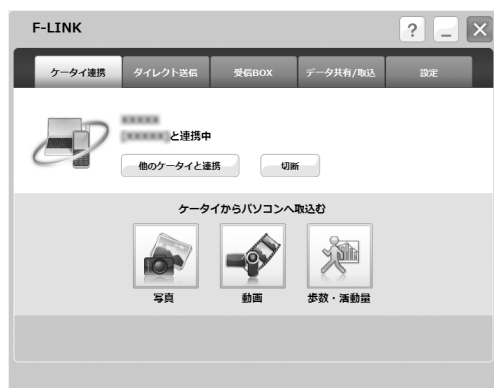 F-LINK
ケータイ連携 ダイレクト送信 受信BOX データ共有/取込 設定
と連携中
他のケータイと連携 切断
ケータイからパソコンへ取込む
写真 動画 歩数・活動量